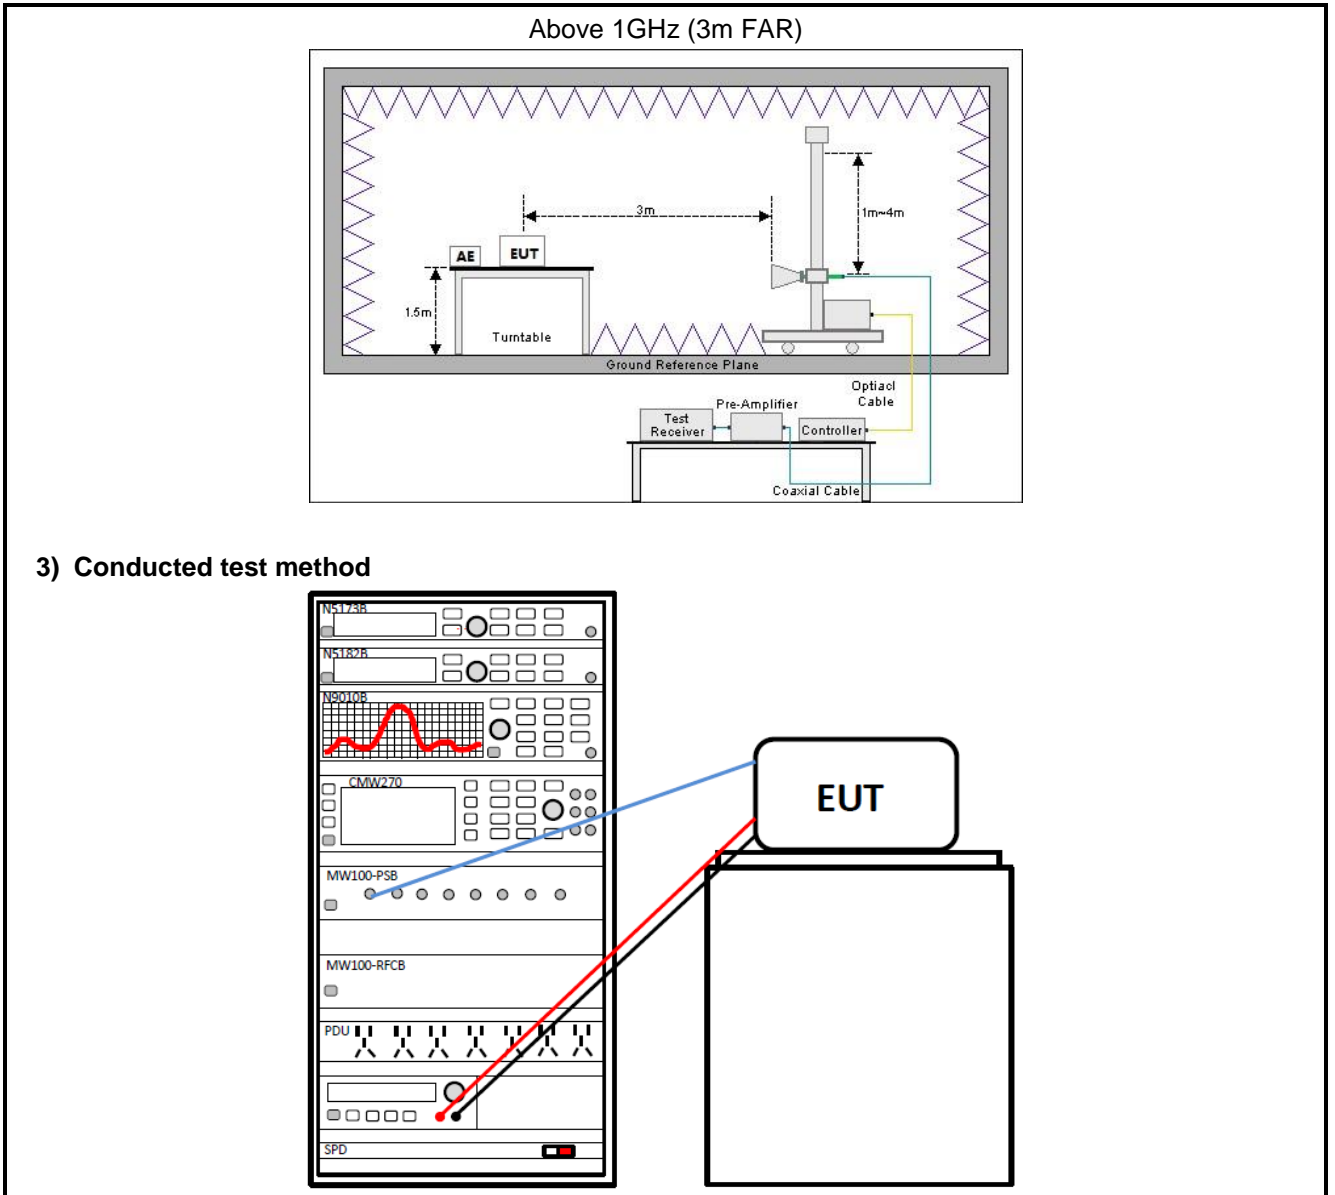 Above 1GHz (3m FAR)
3m
1m~4m
AE
EUT
1.5m
Turntable
Ground Reference Plane
Optiacl
Cable
Pre-Amplifier
Test
Receiver
Controller
Coaxial Cable
3) Conducted test method
N5173B
N5182B
N9010B
CMW270
EUT
MW100-PSB
MW100-RFCB
PDU
SPD